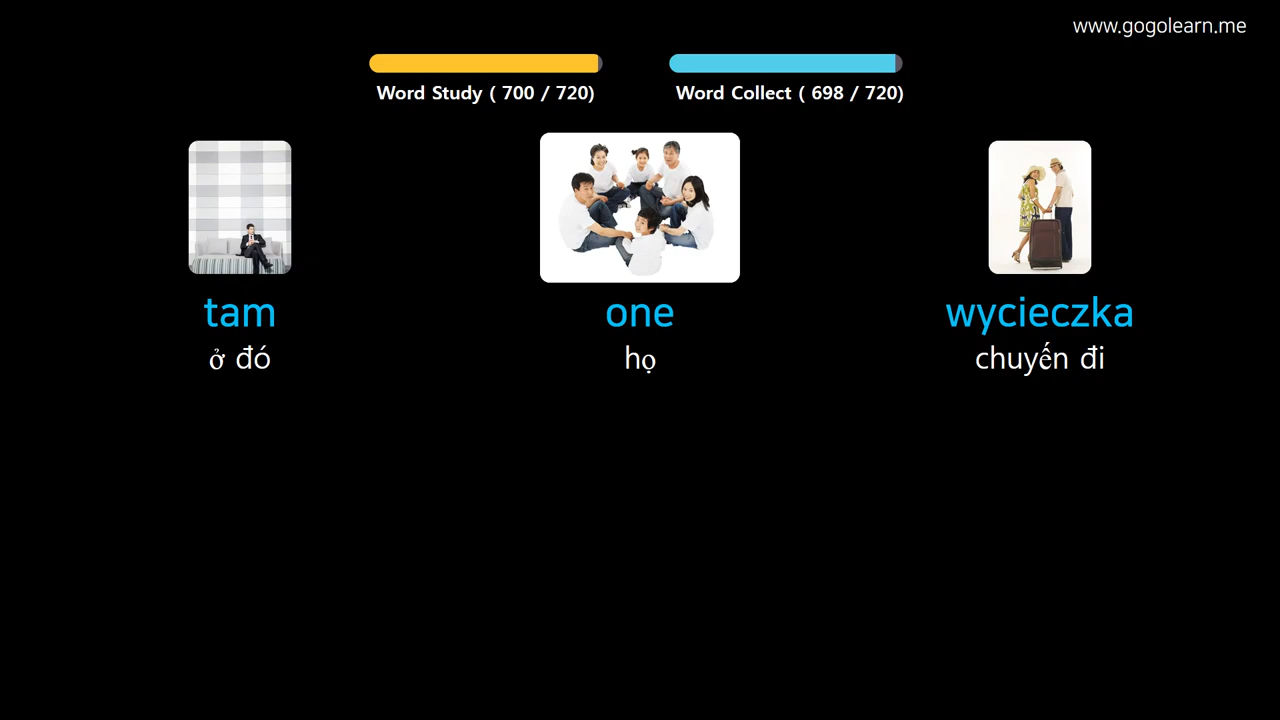 www.gogolearn.me
Word Study ( 700 / 720)
Word Collect ( 698 / 720)
tam
ở đó
one
họ
wycieczka
chuyến đi